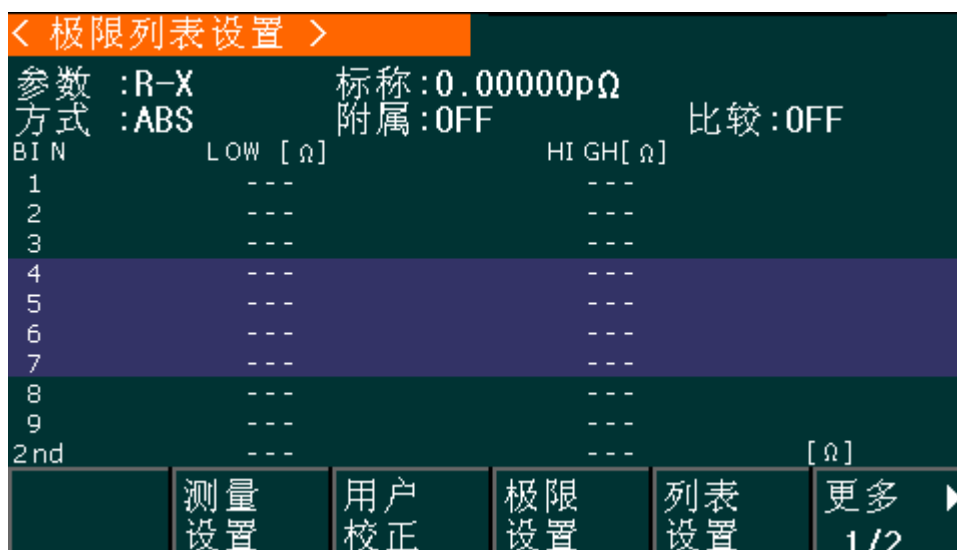 < 极限列表设置 >
参数 :R-X 标称:0.00000pΩ
方式 :ABS 附属:OFF 比较:OFF
BIN LOW [Ω] HIGH[Ω]
1 --- ---
2 --- ---
3 --- ---
4 --- ---
5 --- ---
6 --- ---
7 --- ---
8 --- ---
9 --- ---
2nd --- --- [Ω]
测量 用户 极限 列表 更多
设置 校正 设置 设置 1/2